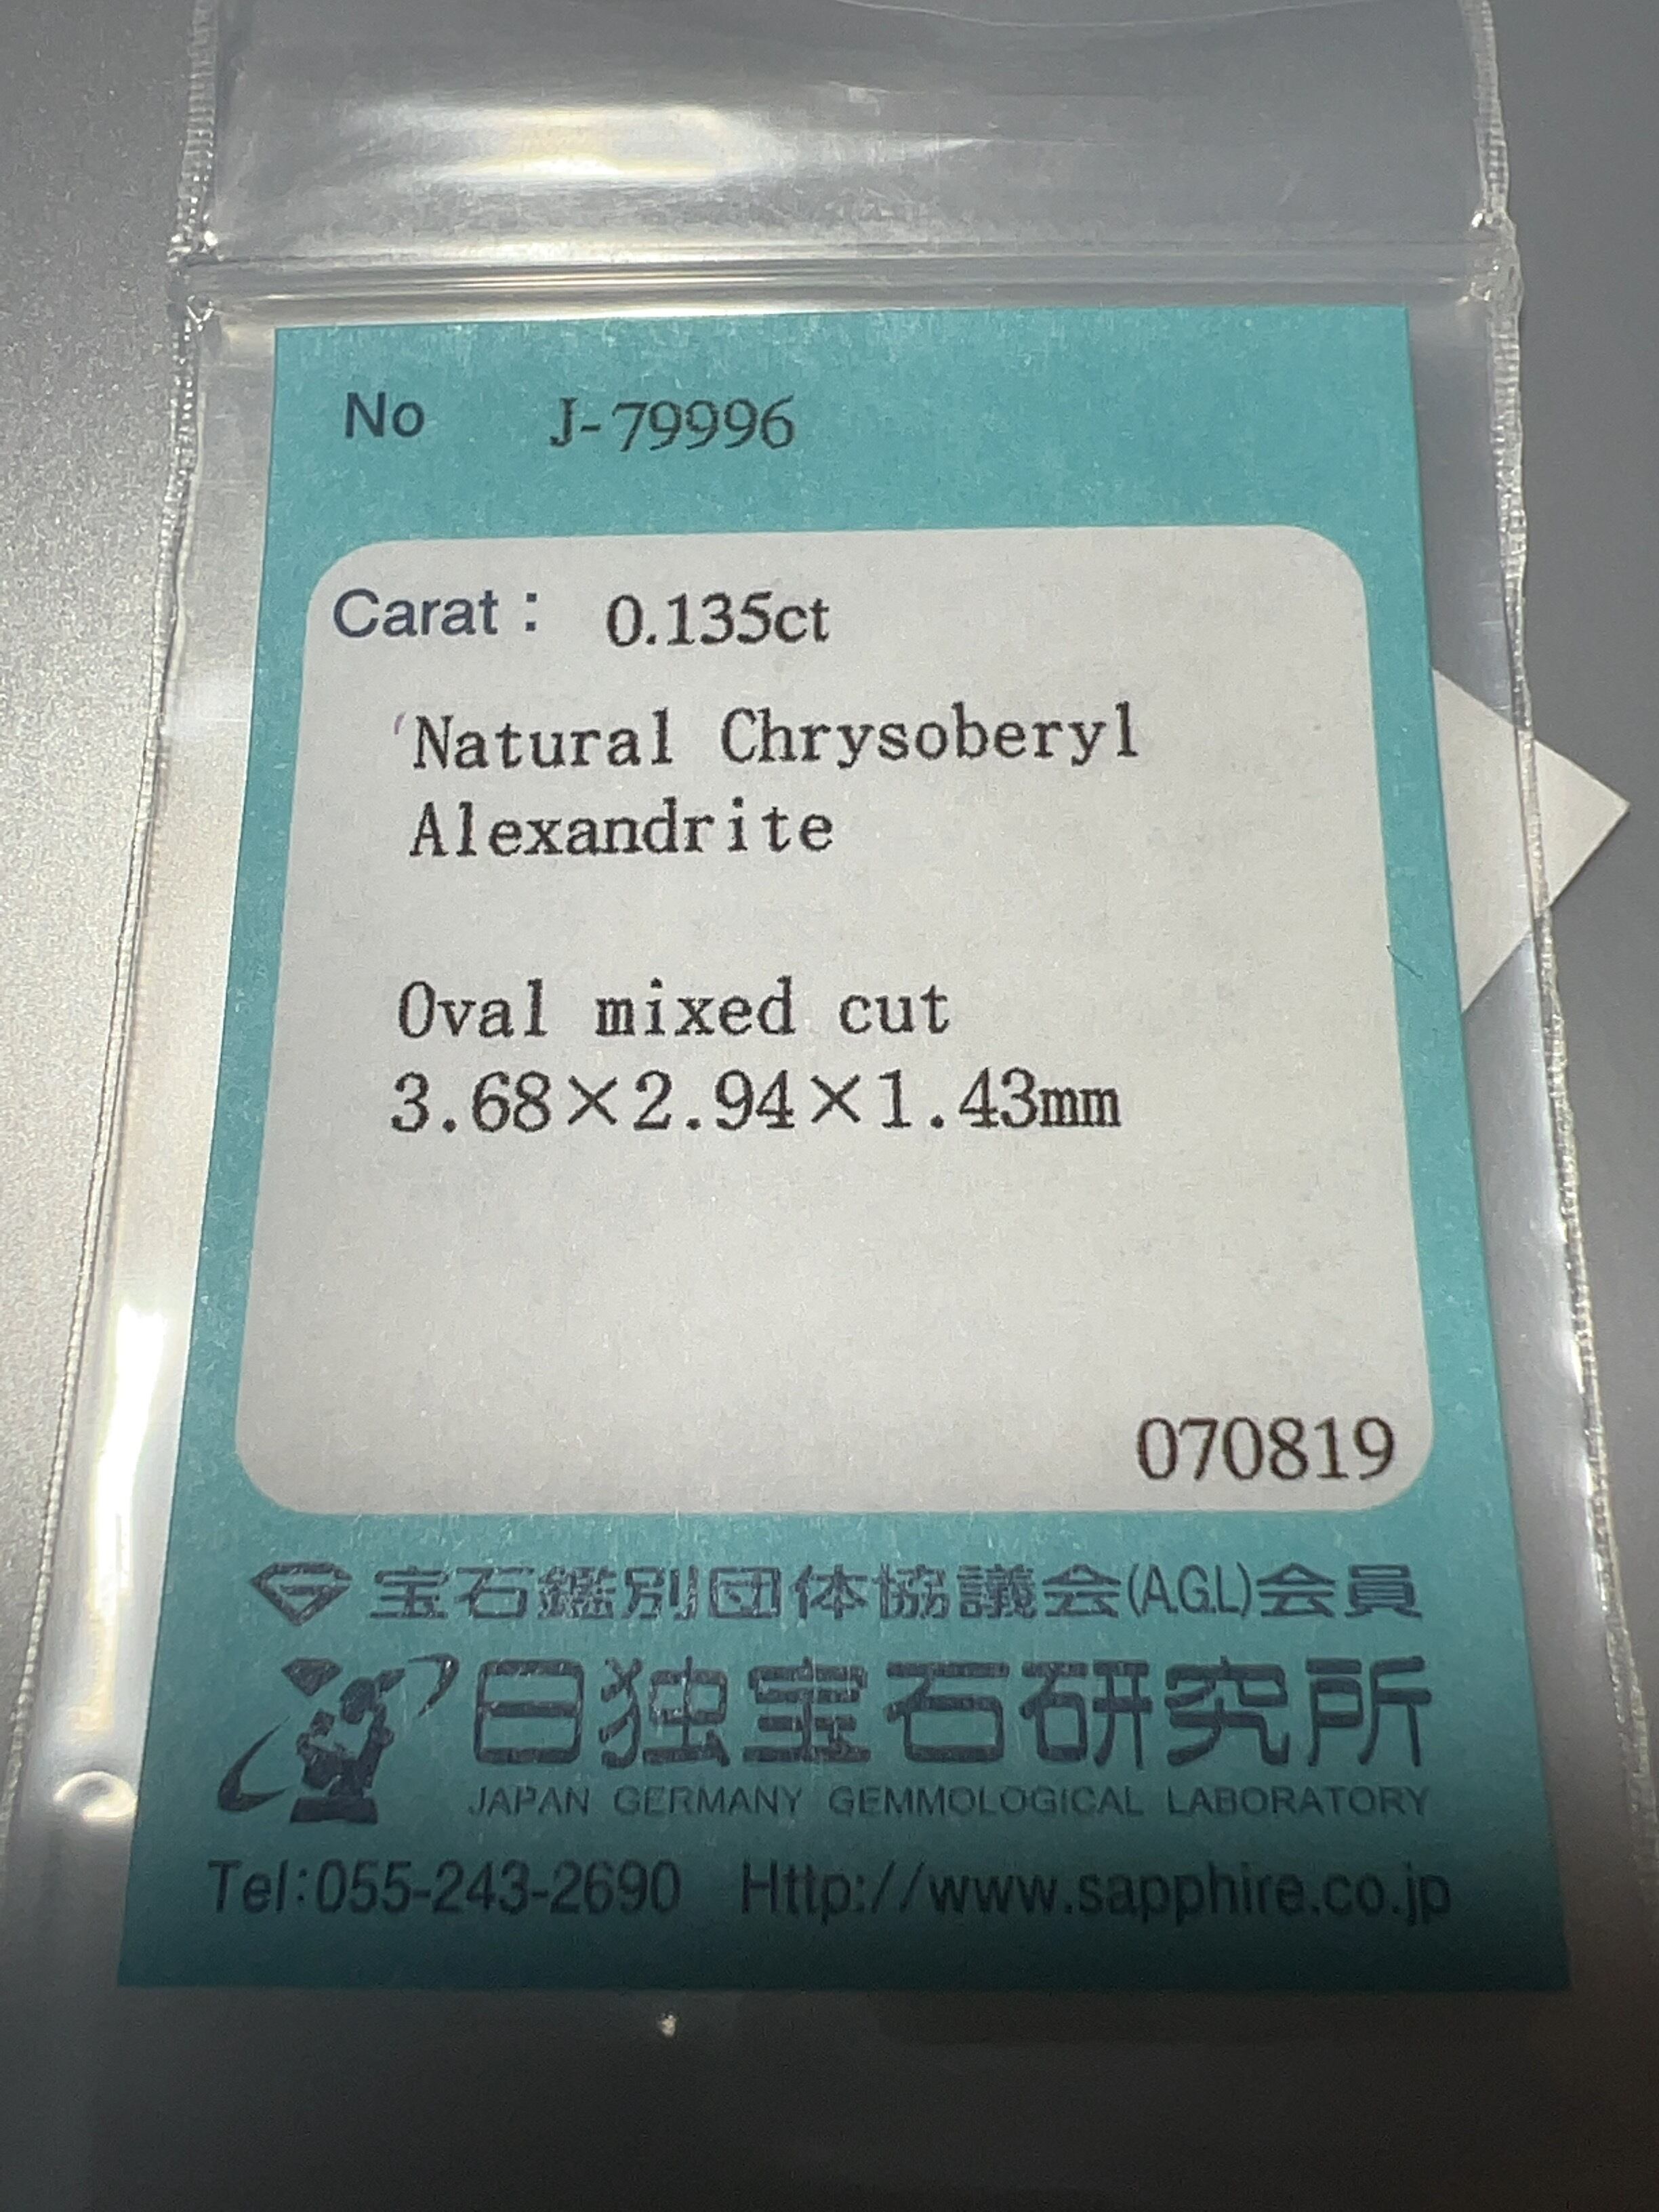 No J-79996
Carat： 0.135ct
Natural Chrysoberyl
Alexandrite
Oval mixed cut
3.68×2.94×1.43mm
070819
宝石鑑別団体協議会(A.G.L)会員
日独宝石研究所
JAPAN GERMANY GEMMOLOGICAL LABORATORY
Tel:055-243-2690 Http://www.sapphire.co.jp